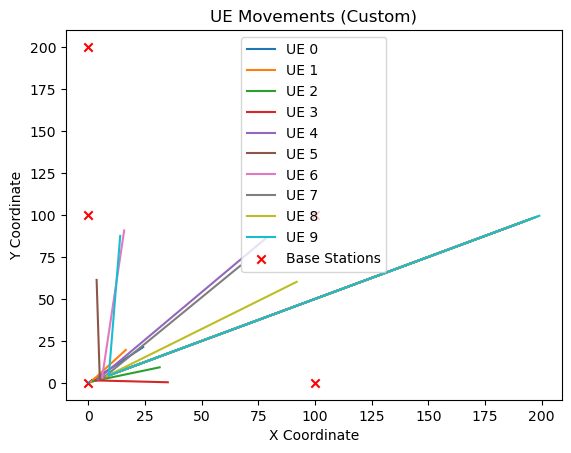 UE Movements (Custom)
200
175
150
125
100
75
50
25
0
Y Coordinate
UE 0
UE 1
UE 2
UE 3
UE 4
UE 5
UE 6
UE 7
UE 8
UE 9
Base Stations
0
25
50
75
100
125
150
175
200
X Coordinate